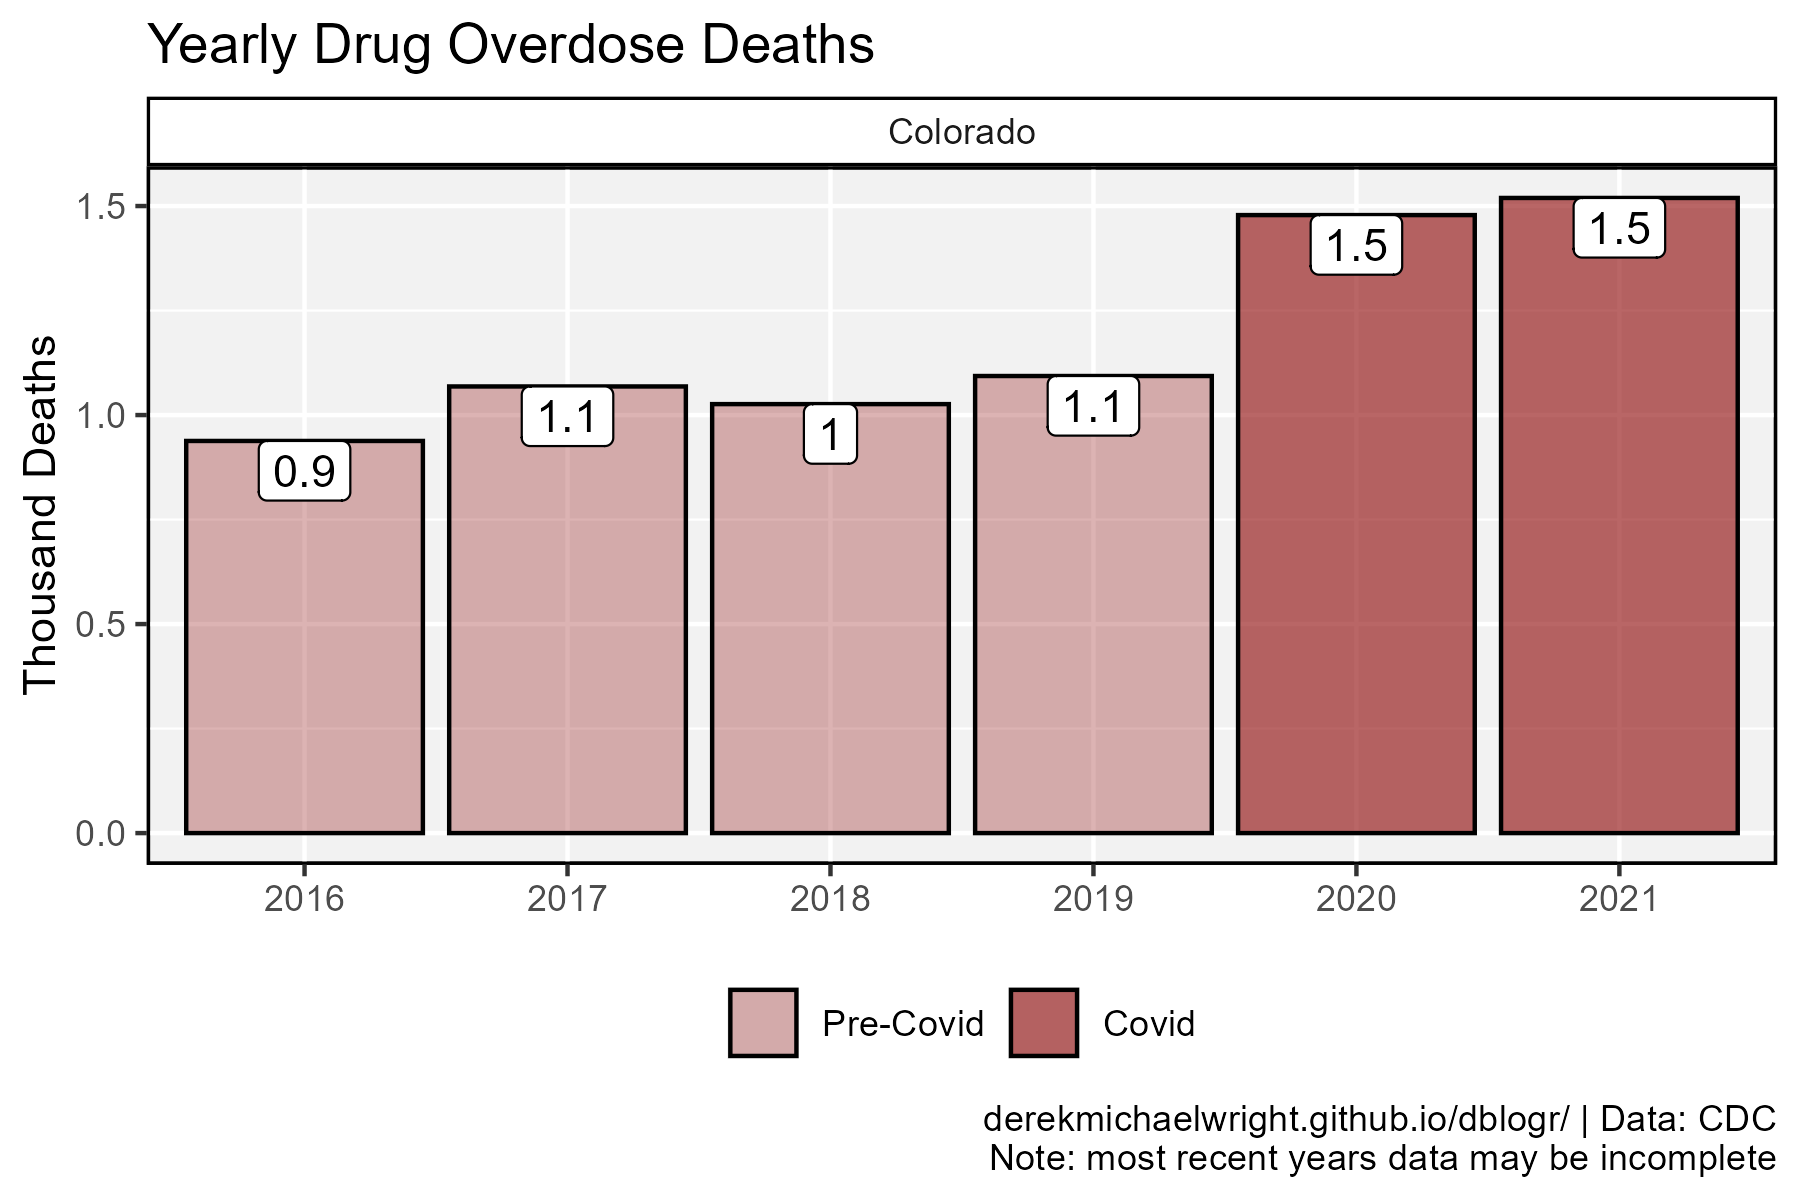 Yearly Drug Overdose Deaths
Colorado
Thousand Deaths
1.5
1.0
0.5
0.0
0.9
1.1
1
1.1
1.5
1.5
2016 2017 2018 2019 2020 2021
Pre-Covid Covid
derekmichaelwright.github.io/dblogr/ | Data: CDC
Note: most recent years data may be incomplete